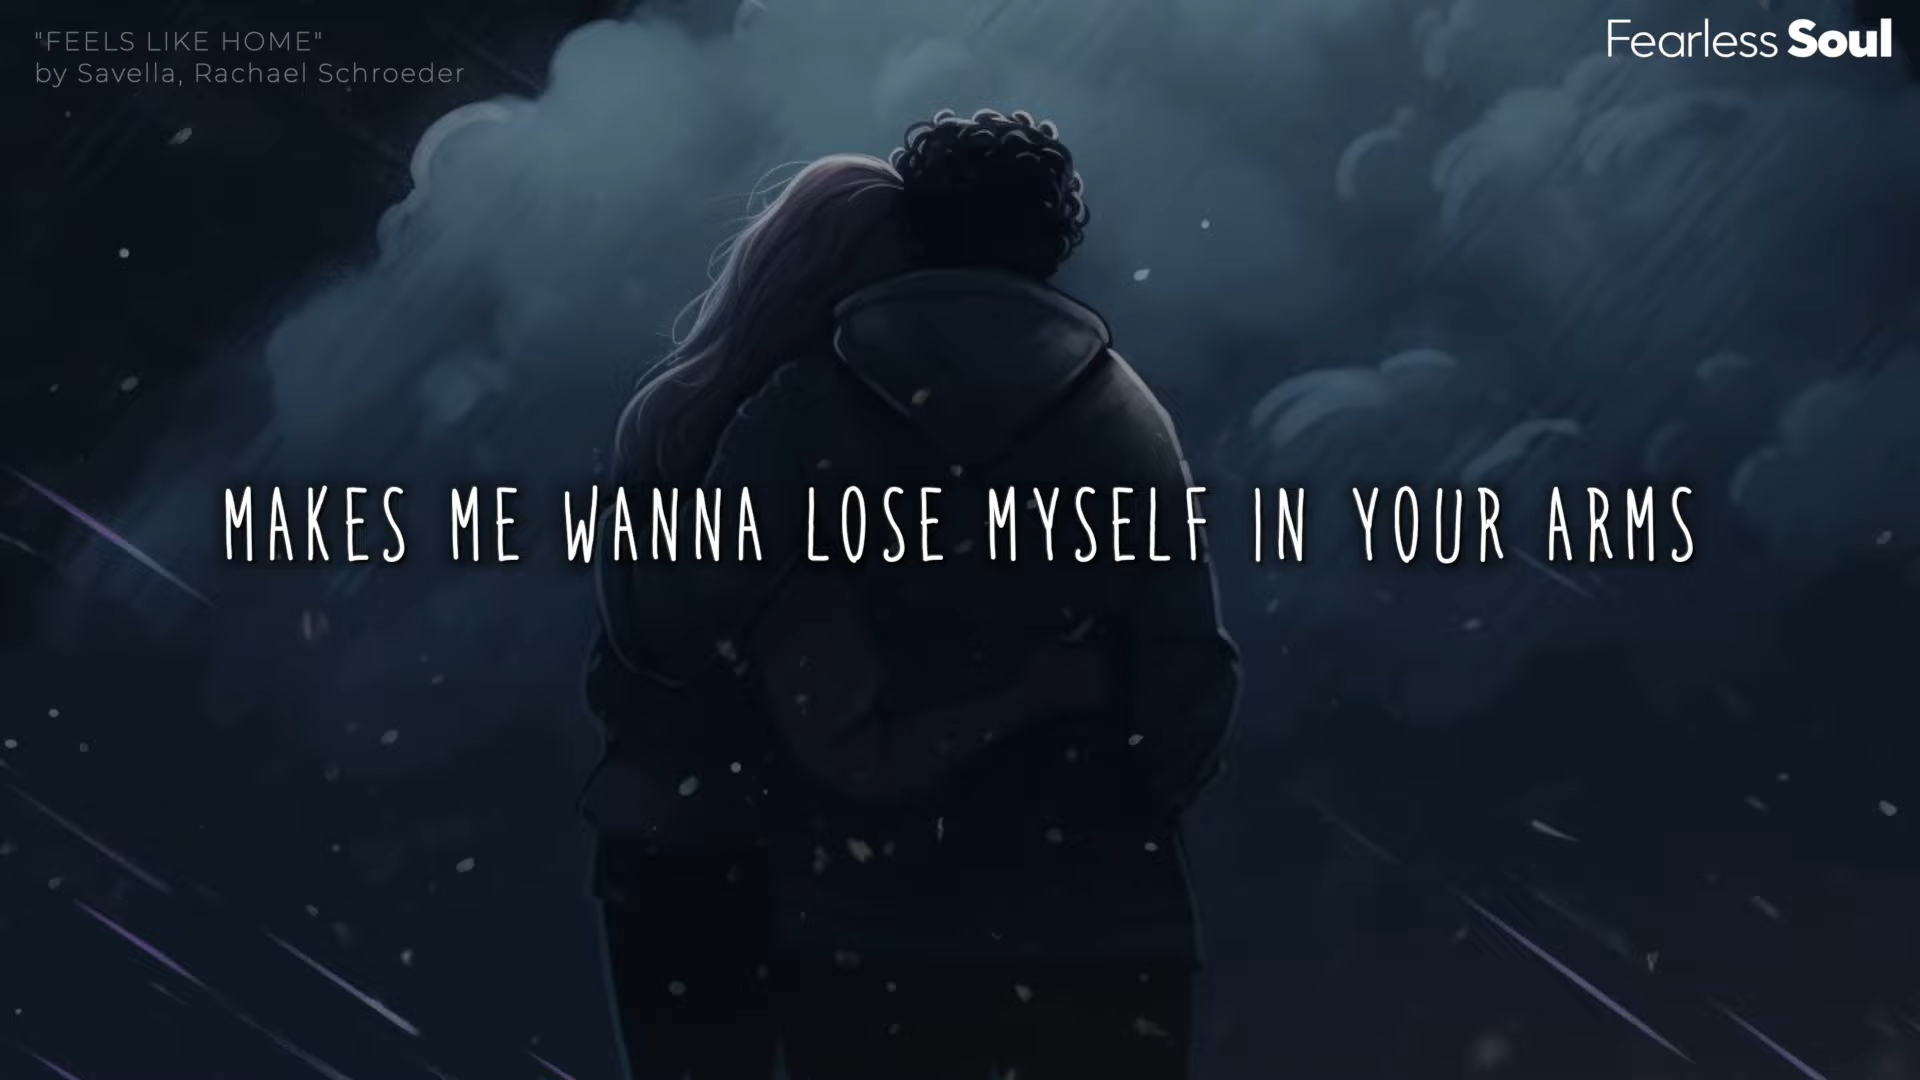 "FEELS LIKE HOME"
by Savella, Rachael Schroeder
Fearless Soul
MAKES ME WANNA LOSE MYSELF IN YOUR ARMS